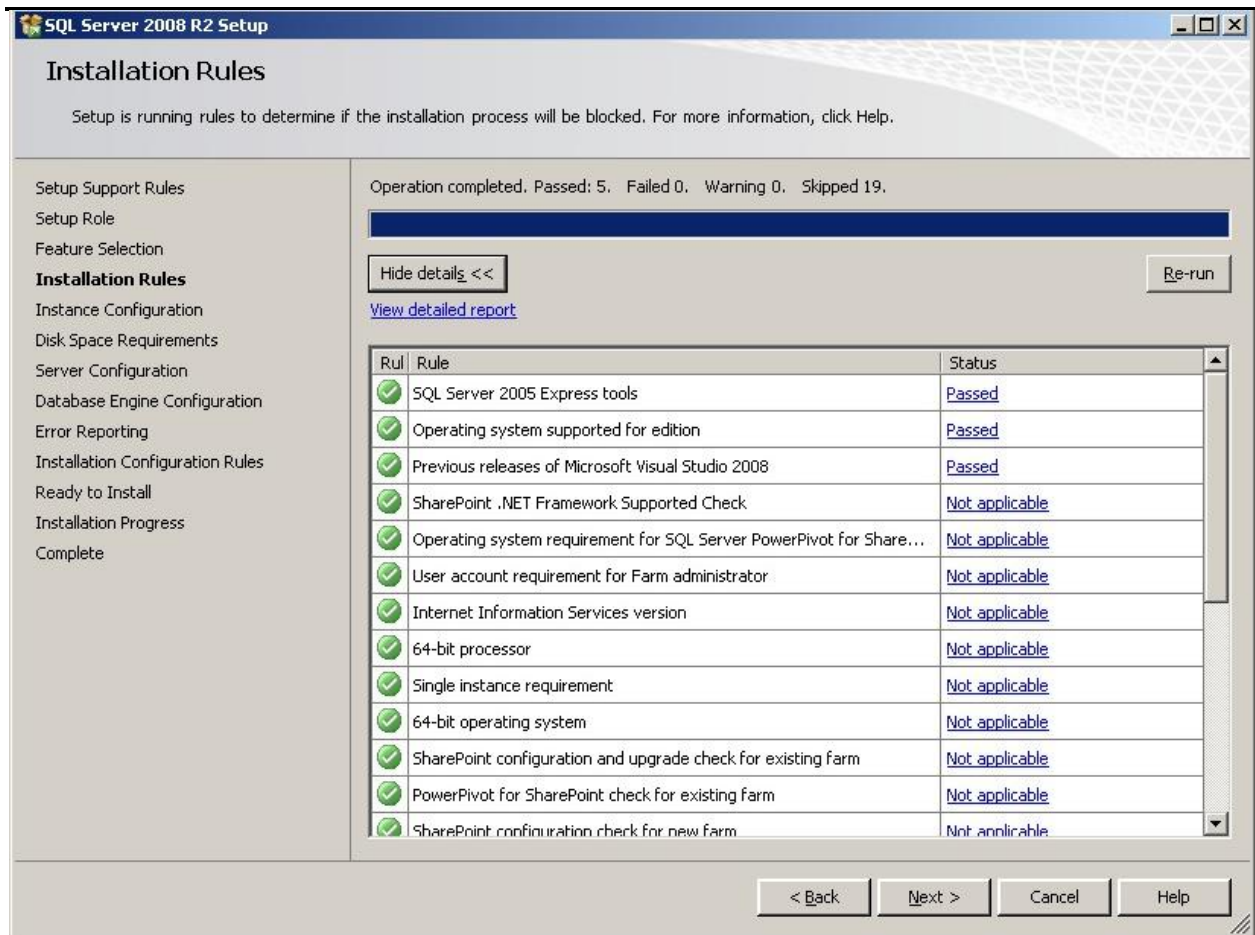 SQL Server 2008 R2 Setup
Installation Rules
Setup is running rules to determine if the installation process will be blocked. For more information, click Help.
Setup Support Rules
Setup Role
Feature Selection
Installation Rules
Instance Configuration
Disk Space Requirements
Server Configuration
Database Engine Configuration
Error Reporting
Installation Configuration Rules
Ready to Install
Installation Progress
Complete
Operation completed. Passed: 5. Failed 0. Warning 0. Skipped 19.
Hide details <<
Re-run
View detailed report
Rul Rule Status
SQL Server 2005 Express tools Passed
Operating system supported for edition Passed
Previous releases of Microsoft Visual Studio 2008 Passed
SharePoint .NET Framework Supported Check Not applicable
Operating system requirement for SQL Server PowerPivot for Share... Not applicable
User account requirement for Farm administrator Not applicable
Internet Information Services version Not applicable
64-bit processor Not applicable
Single instance requirement Not applicable
64-bit operating system Not applicable
SharePoint configuration and upgrade check for existing farm Not applicable
PowerPivot for SharePoint check for existing farm Not applicable
SharePoint configuration check for new farm Not applicable
< Back Next > Cancel Help